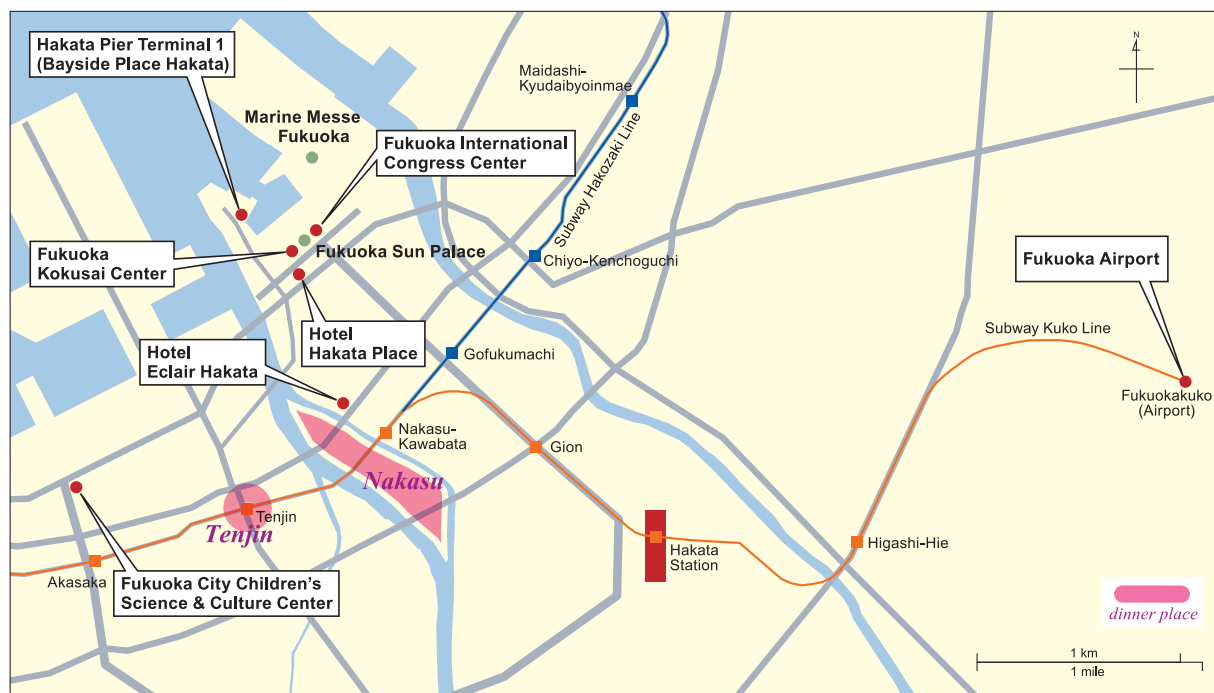 Hakata Pier Terminal 1
(Bayside Place Hakata)
N
Maidashi-
Kyudaibyoinmae
Marine Messe
Fukuoka
Fukuoka International
Congress Center
Subway Hakozaki Line
Fukuoka
Kokusai Center
Fukuoka Sun Palace
Chiyo-Kenchoguchi
Fukuoka Airport
Hotel
Hakata Place
Subway Kuko Line
Hotel
Eclair Hakata
Gofukumachi
Fukuokakuko
(Airport)
Nakasu-
Kawabata
Gion
Nakasu
Tenjin
Tenjin
Hakata
Station
Higashi-Hie
Akasaka
Fukuoka City Children's
Science & Culture Center
dinner place
1 km
1 mile